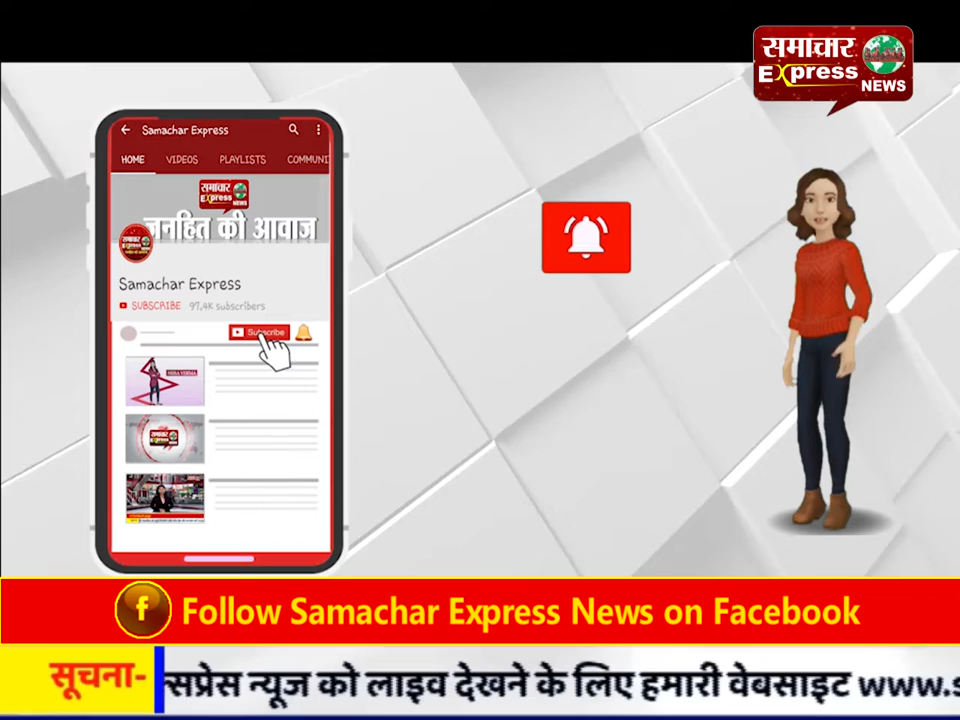 समाचार
Express
NEWS
Samachar Express
HOME VIDEOS PLAYLISTS COMMUNI
समाचार
Express
NEWS
जनहित की आवाज
Samachar Express
SUBSCRIBE 97.4K subscribers
Subscribe
f Follow Samachar Express News on Facebook
सूचना- क्सप्रेस न्यूज को लाइव देखने के लिए हमारी वेबसाइट www.s